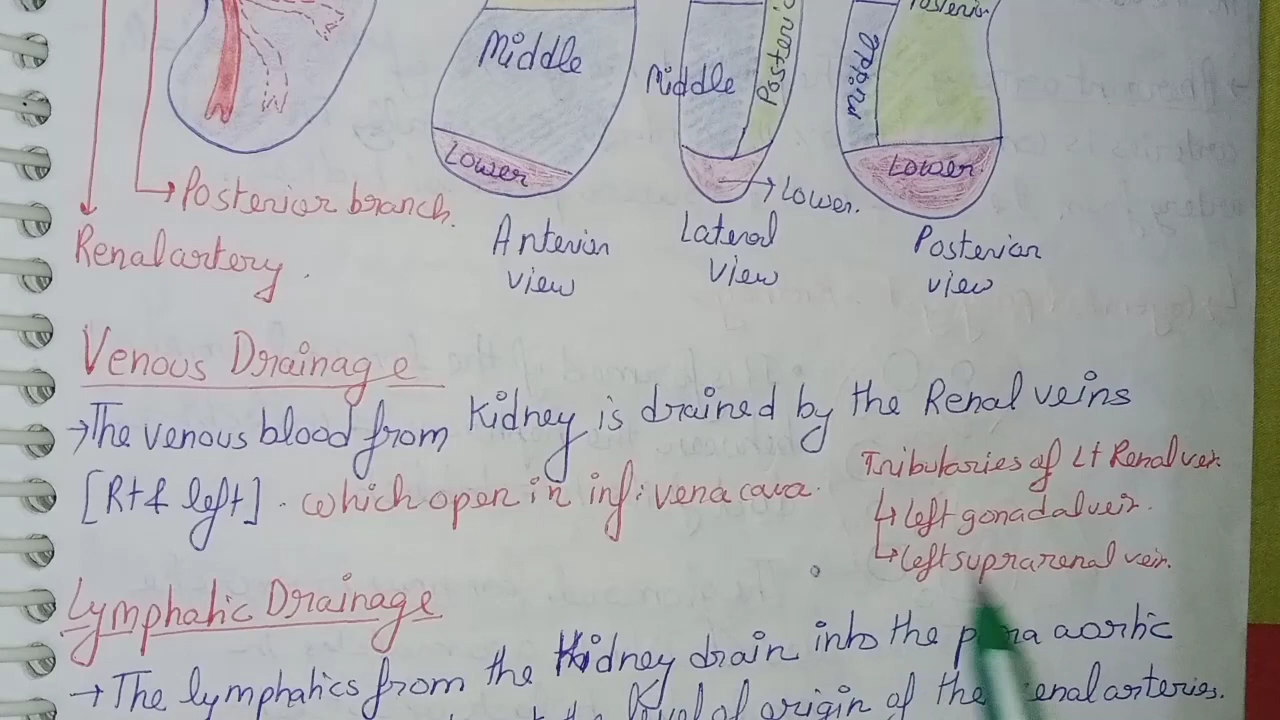 Posterior
Middle
Middle
Posterio
Middle
Lower
Lower
→Lower.
→Posterior branch.
Renal artery.
Anterior
view
Lateral
view
Posterior
view
Venous Drainage
→The venous blood from Kidney is drained by the Renal veins
[Rt & left]. which open in inf: vena cava.
Tributaries of Lt Renal vei.
↳left gonadal vein.
↳left suprarenal vein.
Lymphatic Drainage
→The lymphatics from the Kidney drain into the para aortic
level of origin of the renal arteries.